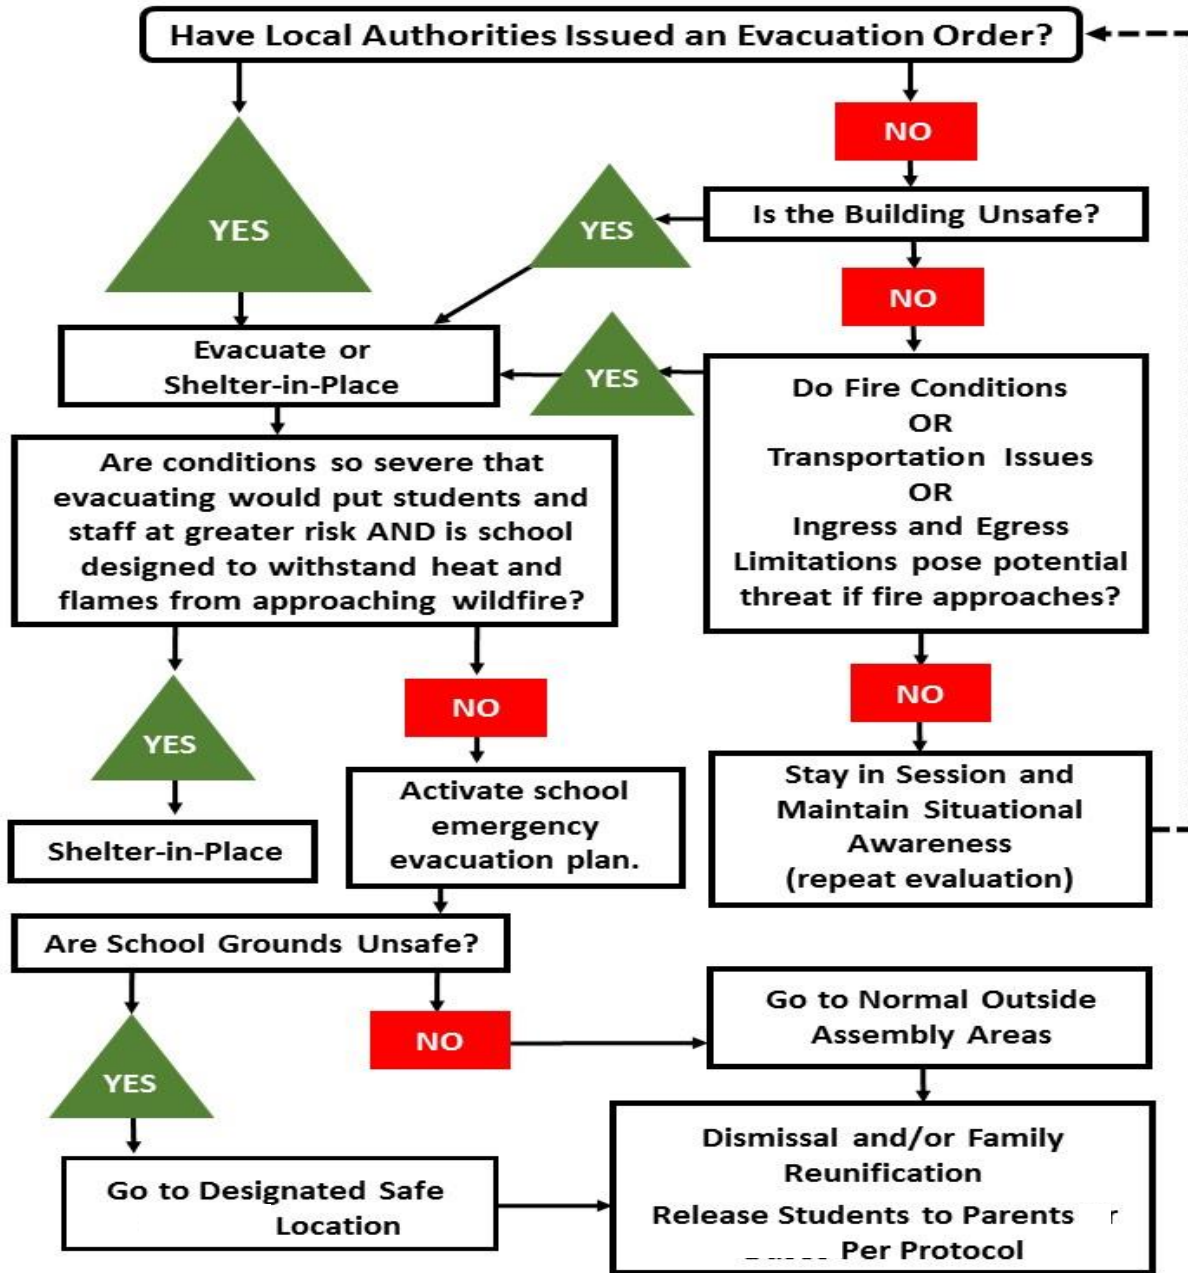 Have Local Authorities Issued an Evacuation Order?
NO
YES
Is the Building Unsafe?
YES
NO
Evacuate or
Shelter-in-Place
YES
Do Fire Conditions
OR
Transportation Issues
OR
Ingress and Egress
Limitations pose potential
threat if fire approaches?
Are conditions so severe that
evacuating would put students and
staff at greater risk AND is school
designed to withstand heat and
flames from approaching wildfire?
NO
YES
NO
Stay in Session and
Maintain Situational
Awareness
(repeat evaluation)
Shelter-in-Place
Activate school
emergency
evacuation plan.
Are School Grounds Unsafe?
YES
NO
Go to Normal Outside
Assembly Areas
Go to Designated Safe
Location
Dismissal and/or Family
Reunification
Release Students to Parents
Per Protocol